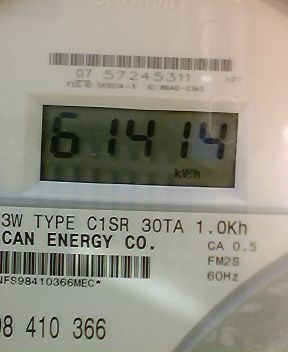 07 57245311
61414
kWh
3W TYPE C1SR 30TA 1.0Kh
CAN ENERGY CO.
CA 0.5
FM2S
60Hz
NFS98410366MEC*
98 410 366